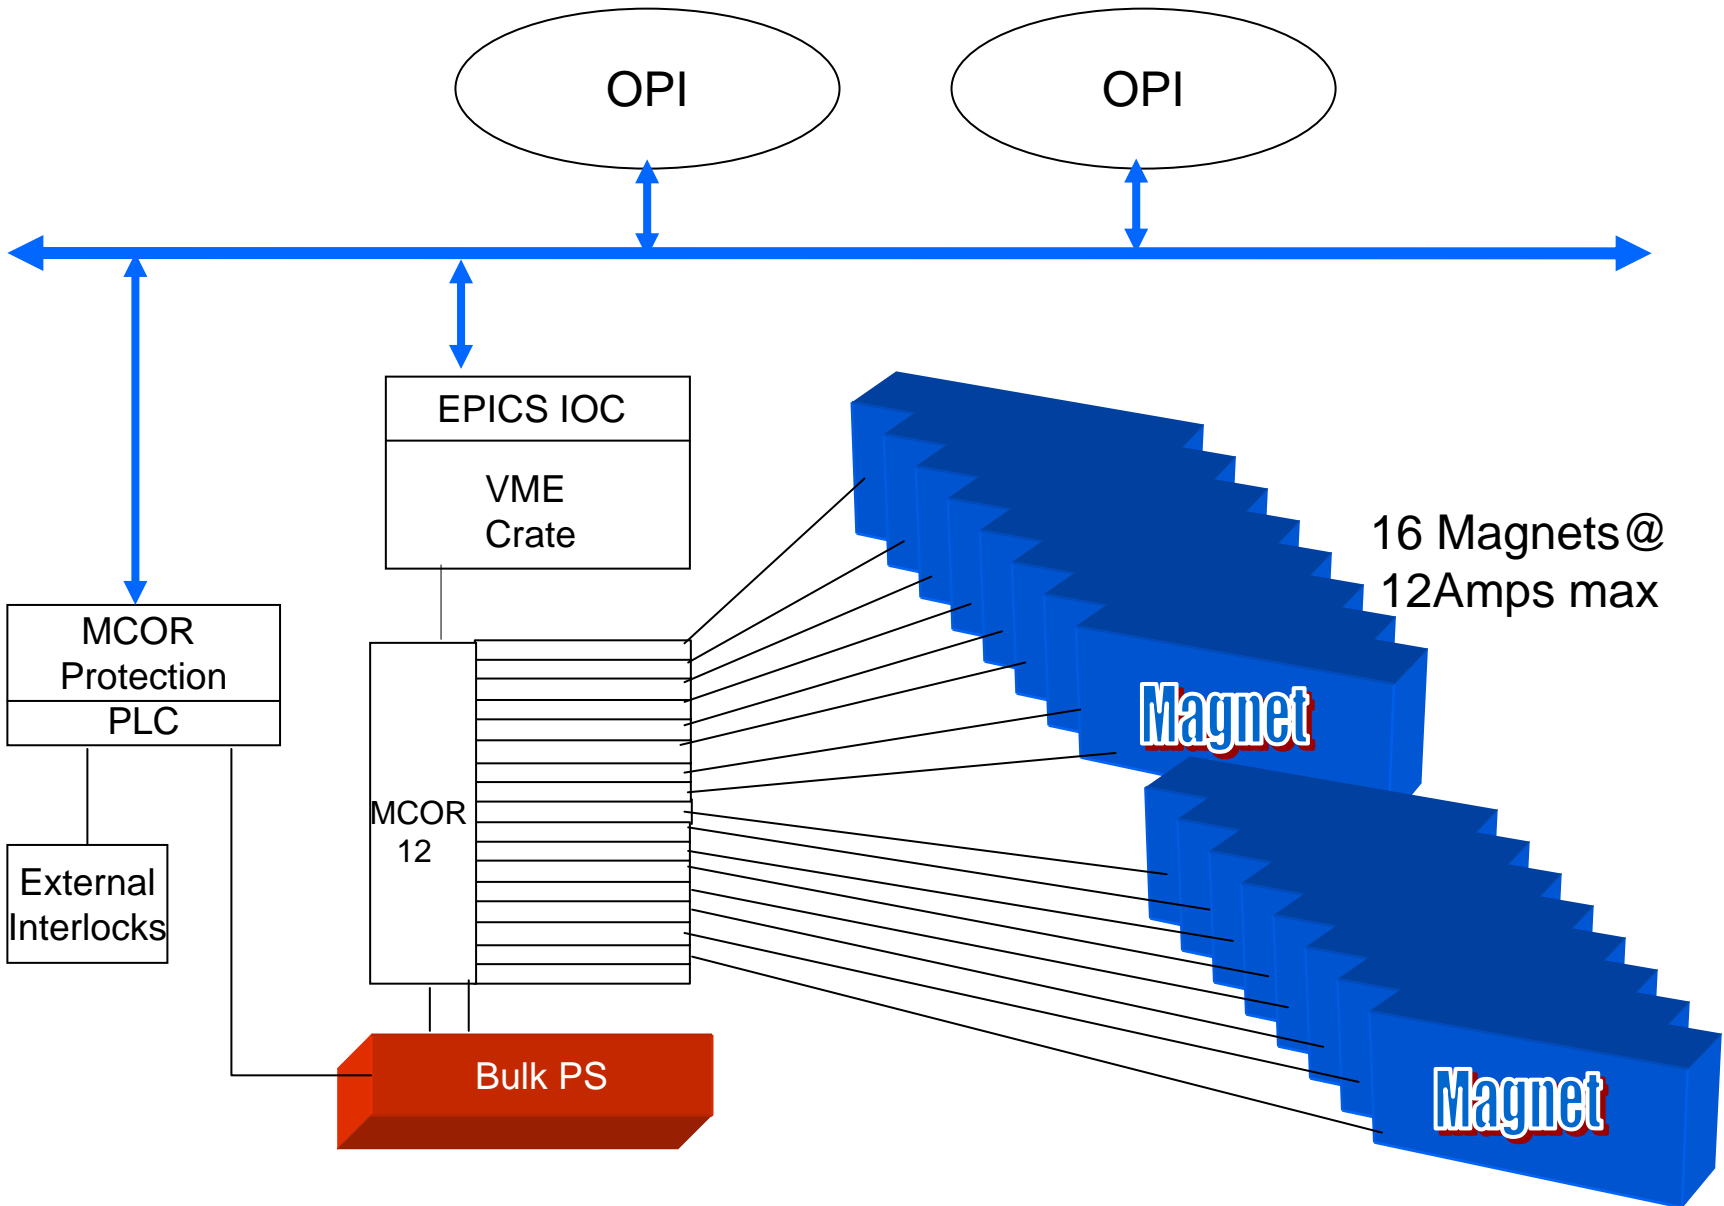 OPI
OPI
EPICS IOC
VME
Crate
16 Magnets@
12Amps max
MCOR
Protection
PLC
Magnet
MCOR
12
External
Interlocks
Bulk PS
Magnet